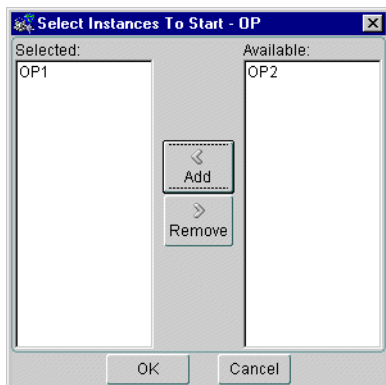 Select Instances To Start - OP
Selected:
Available:
OP1
OP2
Add
Remove
OK
Cancel